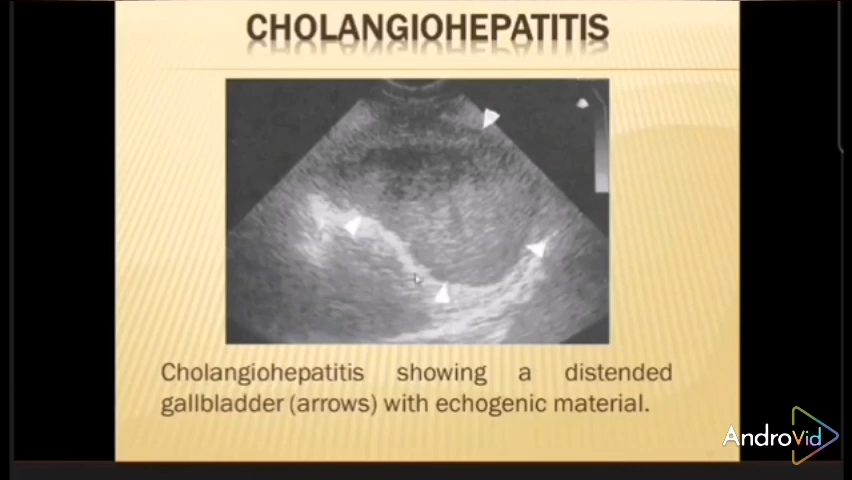 CHOLANGIOHEPATITIS
Cholangiohepatitis showing a distended
gallbladder (arrows) with echogenic material.
AndroVid